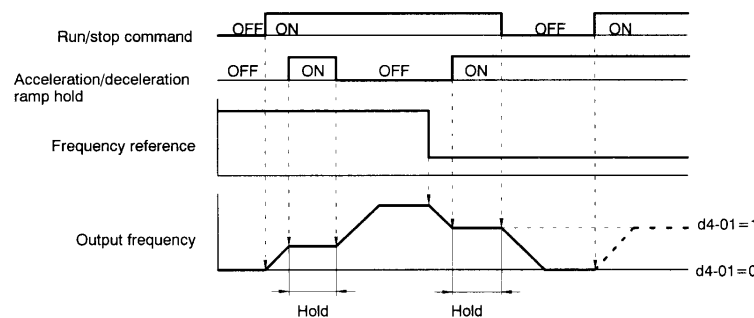 Run/stop command
OFF ON OFF ON
Acceleration/deceleration
ramp hold
OFF ON OFF ON
Frequency reference
Output frequency
d4-01=1
d4-01=0
Hold Hold